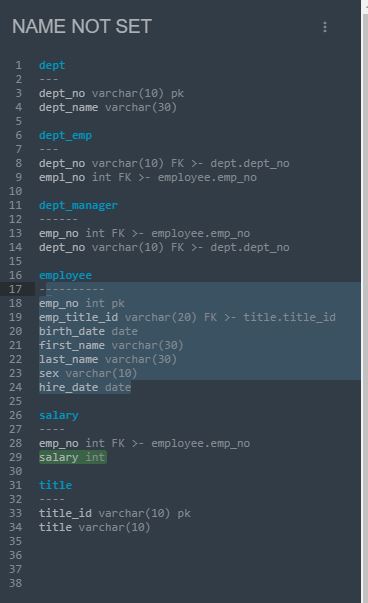 NAME NOT SET
1 dept
2 ---
3 dept_no varchar(10) pk
4 dept_name varchar(30)
5
6 dept_emp
7 ---
8 dept_no varchar(10) FK >- dept.dept_no
9 empl_no int FK >- employee.emp_no
10
11 dept_manager
12 ------
13 emp_no int FK >- employee.emp_no
14 dept_no varchar(10) FK >- dept.dept_no
15
16 employee
17 ----------
18 emp_no int pk
19 emp_title_id varchar(20) FK >- title.title_id
20 birth_date date
21 first_name varchar(30)
22 last_name varchar(30)
23 sex varchar(10)
24 hire_date date
25
26 salary
27 ----
28 emp_no int FK >- employee.emp_no
29 salary int
30
31 title
32 ----
33 title_id varchar(10) pk
34 title varchar(10)
35
36
37
38